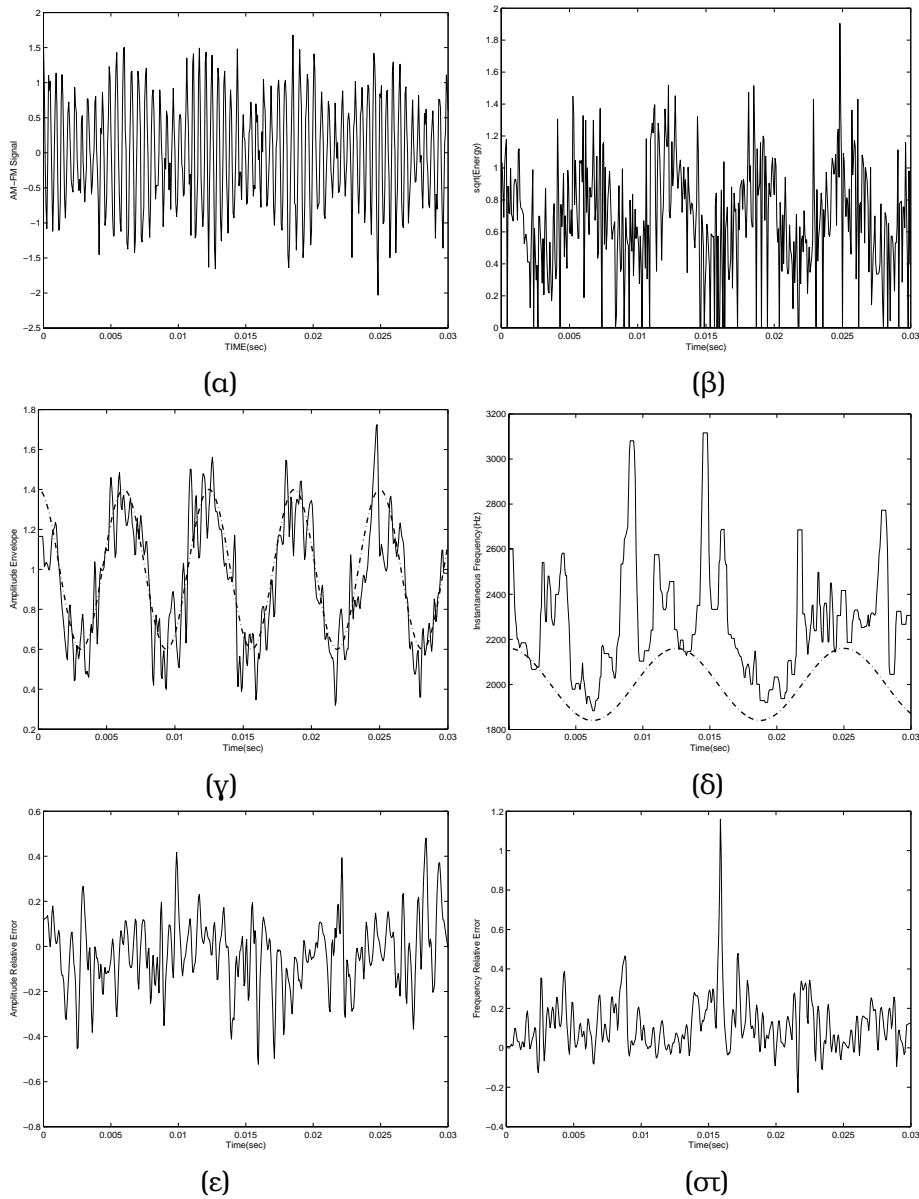 2
1.5
1
0.5
0
−0.5
−1
−1.5
−2
−2.5
AM−FM Signal
0 0.005 0.01 0.015 0.02 0.025 0.03
TIME(sec)
(α)
2
1.8
1.6
1.4
1.2
1
0.8
0.6
0.4
0.2
0
sqrt(Energy)
0 0.005 0.01 0.015 0.02 0.025 0.03
Time(sec)
(β)
1.8
1.6
1.4
1.2
1
0.8
0.6
0.4
0.2
Amplitude Envelope
0 0.005 0.01 0.015 0.02 0.025 0.03
Time(sec)
(γ)
3200
3000
2800
2600
2400
2200
2000
1800
Instantaneous Frequency(Hz)
0 0.005 0.01 0.015 0.02 0.025 0.03
Time(sec)
(δ)
0.6
0.4
0.2
0
−0.2
−0.4
−0.6
−0.8
Amplitude Relative Error
0 0.005 0.01 0.015 0.02 0.025 0.03
Time(sec)
(ε)
1.2
1
0.8
0.6
0.4
0.2
0
−0.2
−0.4
Frequency Relative Error
0 0.005 0.01 0.015 0.02 0.025 0.03
Time(sec)
(στ)